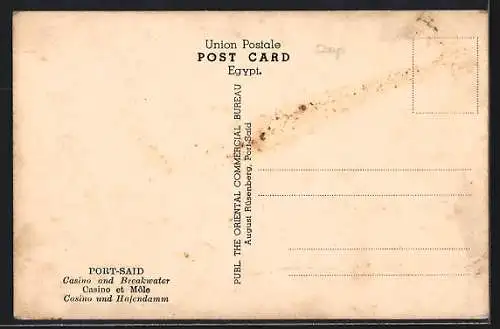 Union Postale
POST CARD
Egypt.
PUBL. THE ORIENTAL COMMERCIAL BUREAU
August Rüsenberg, Port-Said
PORT-SAID
Casino and Breakwater
Casino et Môle
Casino und Hafendamm